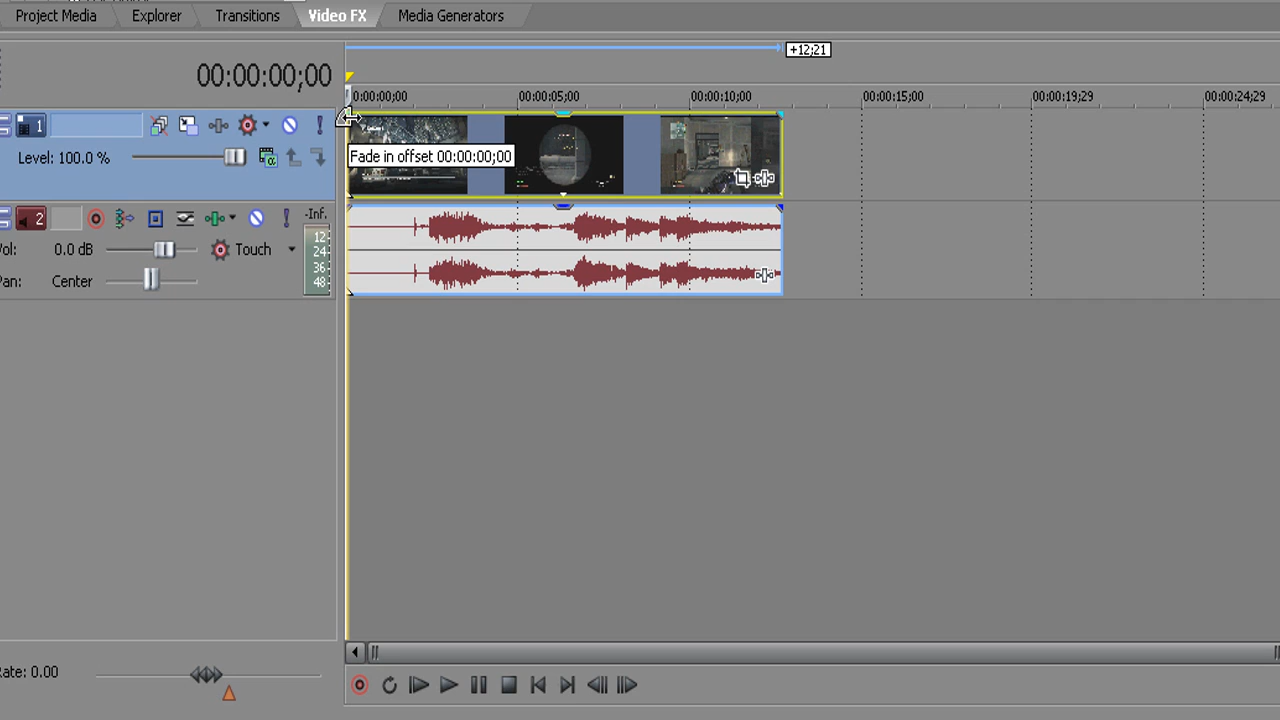 Project Media Explorer Transitions Video FX Media Generators
+12;21
00:00:00;00
0:00:00;00 00:00:05;00 00:00:10;00 00:00:15;00 00:00:19;29 00:00:24;29
1
Level: 100.0 %
Fade in offset 00:00:00;00
2 -Inf.
Vol: 0.0 dB Touch
12
24
36
48
Pan: Center
Rate: 0.00